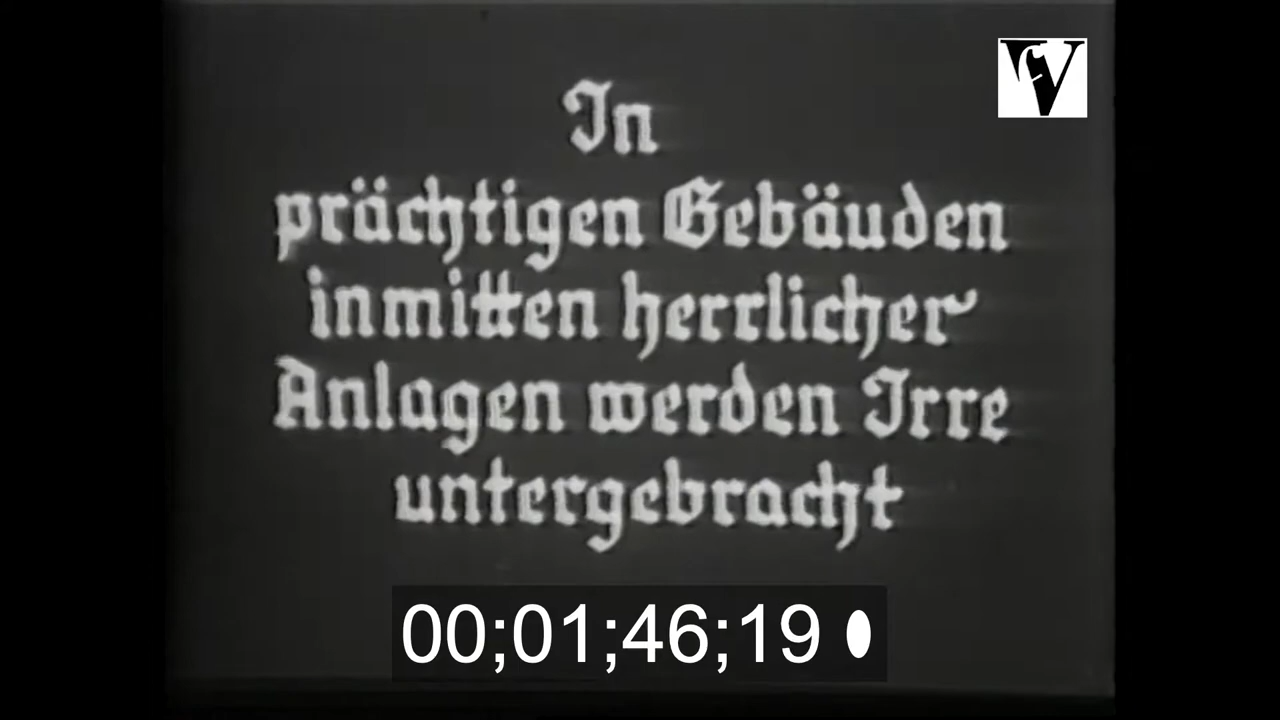 In
prächtigen Gebäuden
inmitten herrlicher
Anlagen werden Irre
untergebracht
00;01;46;19